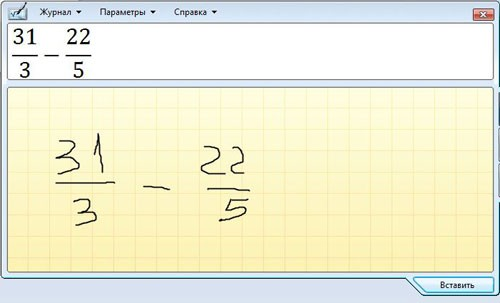 Журнал Параметры Справка
31/3 − 22/5
31/3 − 22/5
Вставить